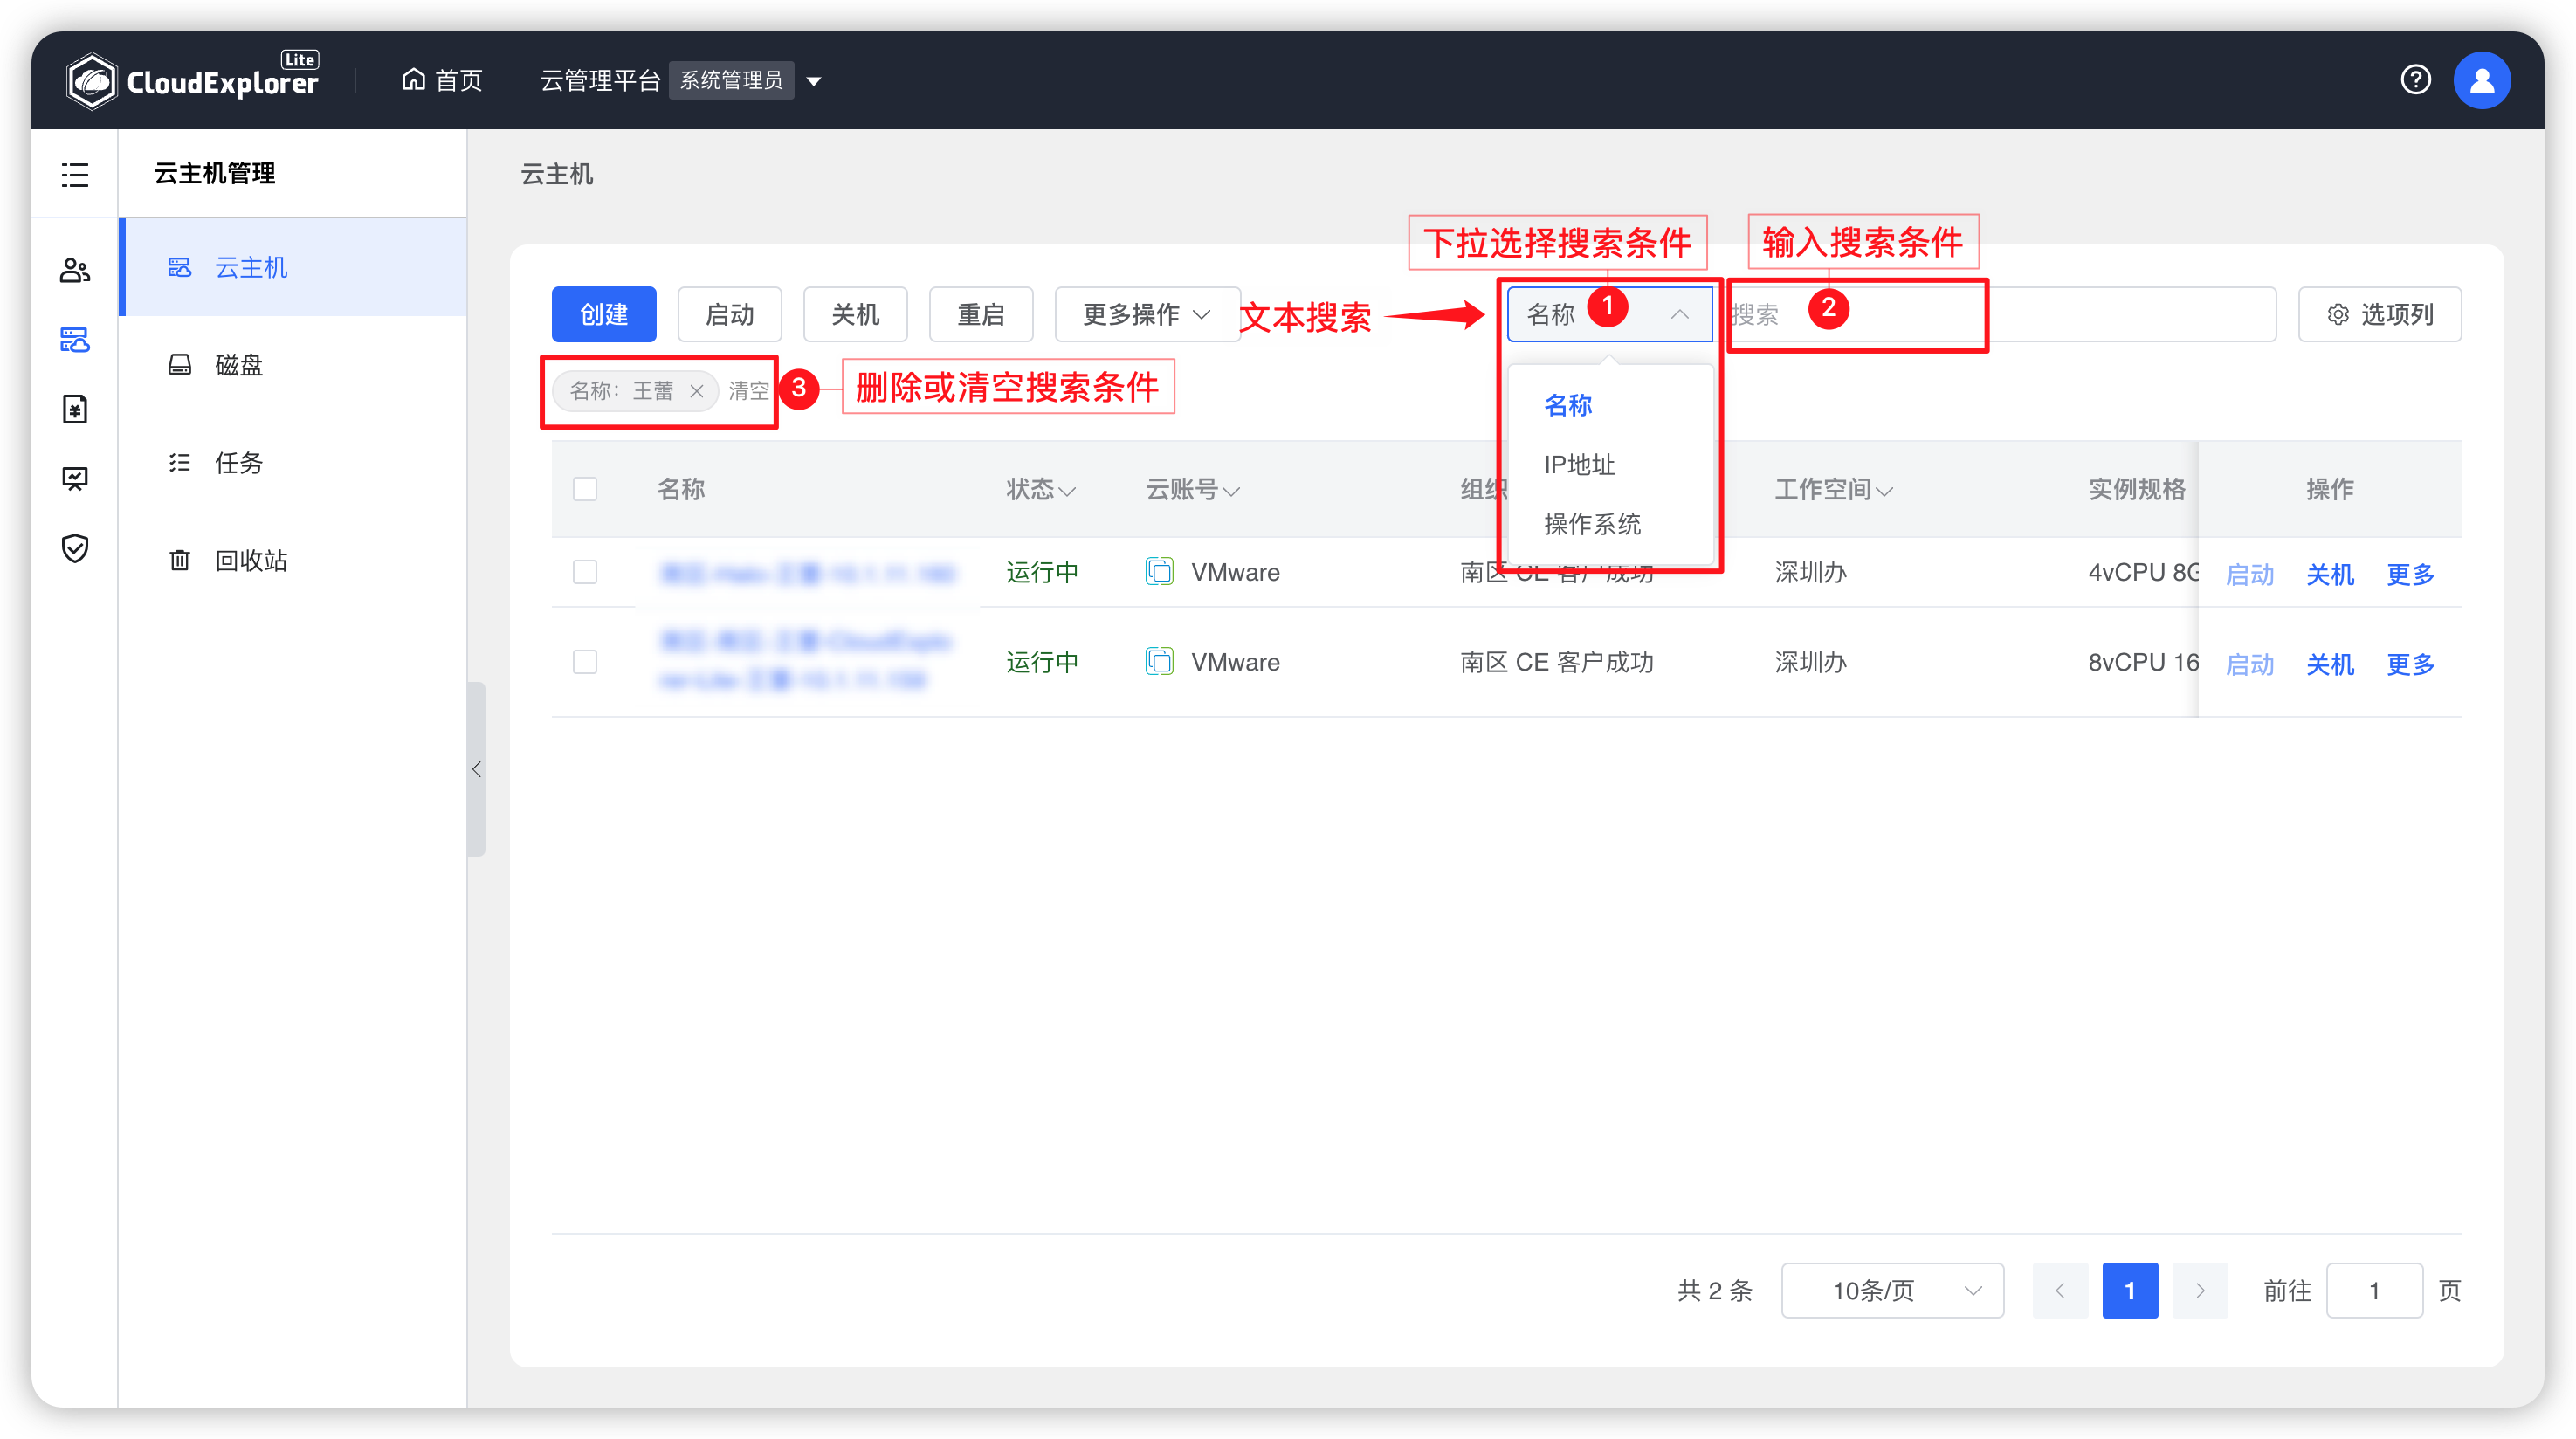 CloudExplorer Lite
首页
云管理平台 系统管理员
云主机管理
云主机
磁盘
任务
回收站
云主机
下拉选择搜索条件
输入搜索条件
创建 启动 关机 重启 更多操作 文本搜索 名称 1 搜索 2 选项列
名称：王蕾 清空 3 删除或清空搜索条件
名称
IP地址
操作系统
名称 状态 云账号 组织 工作空间 实例规格 操作
运行中 VMware 南区 CE 客户成功 深圳办 4vCPU 8G 启动 关机 更多
运行中 VMware 南区 CE 客户成功 深圳办 8vCPU 16 启动 关机 更多
共 2 条 10条/页 1 前往 1 页